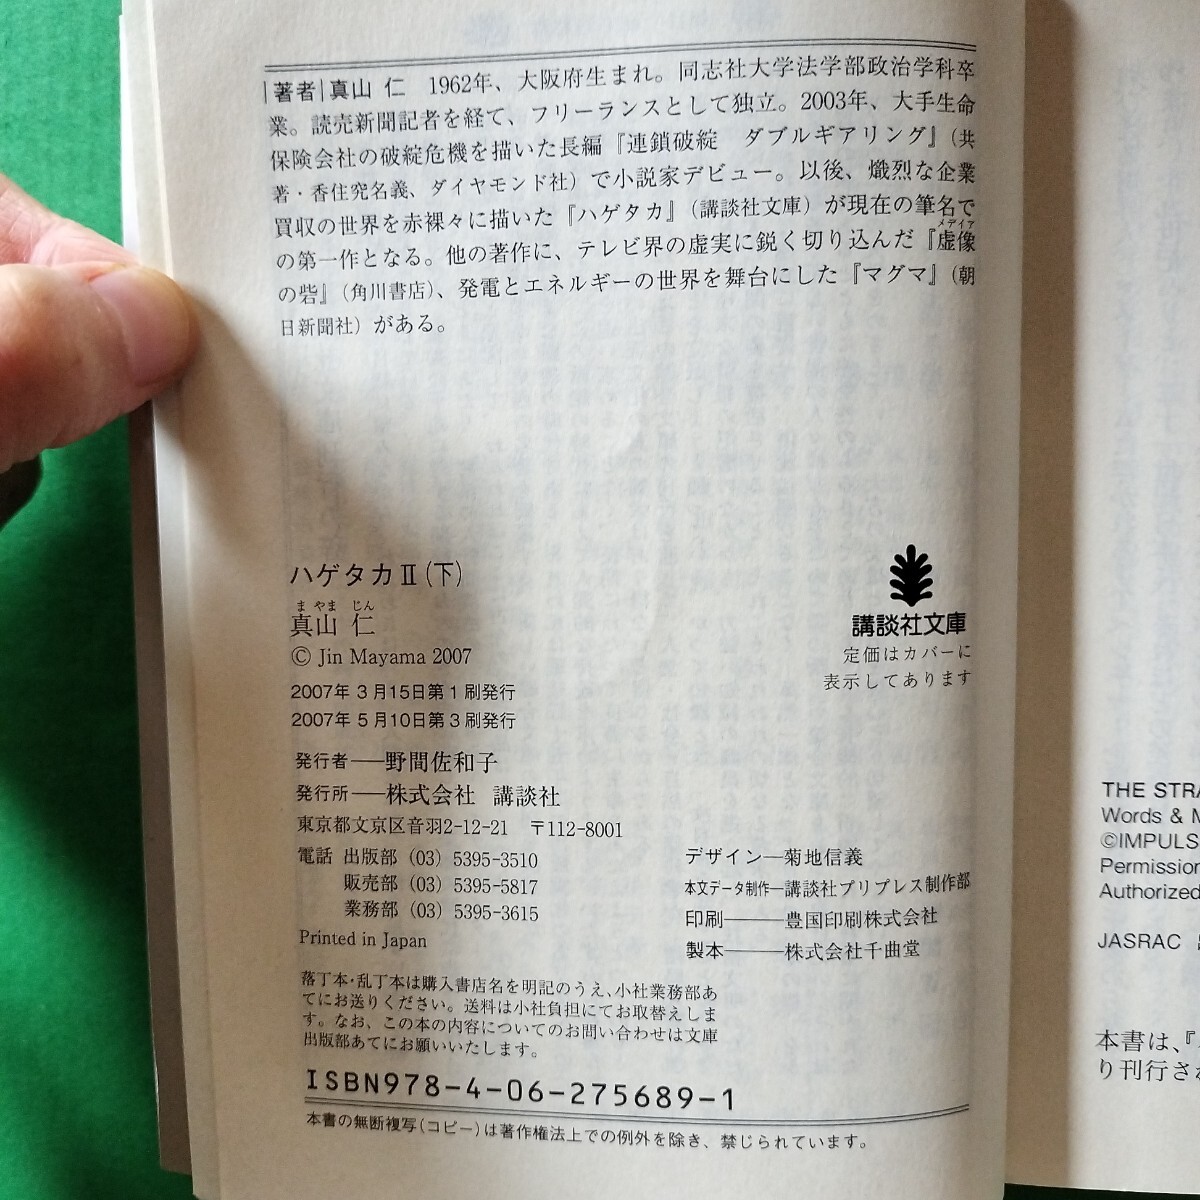 |著者|真山 仁 1962年、大阪府生まれ。同志社大学法学部政治学科卒
業。読売新聞記者を経て、フリーランスとして独立。2003年、大手生命
保険会社の破綻危機を描いた長編『連鎖破綻 ダブルギアリング』(共
著・香住究名義、ダイヤモンド社)で小説家デビュー。以後、熾烈な企業
買収の世界を赤裸々に描いた『ハゲタカ』(講談社文庫)が現在の筆名で
メディア
の第一作となる。他の著作に、テレビ界の虚実に鋭く切り込んだ『虚像
の砦』(角川書店)、発電とエネルギーの世界を舞台にした『マグマ』(朝
日新聞社)がある。
ハゲタカⅡ(下)
まやま じん
真山 仁
© Jin Mayama 2007
2007年3月15日第1刷発行
2007年5月10日第3刷発行
発行者――野間佐和子
発行所――株式会社 講談社
東京都文京区音羽2-12-21 〒112-8001
電話 出版部 (03) 5395-3510
販売部 (03) 5395-5817
業務部 (03) 5395-3615
Printed in Japan
講談社文庫
定価はカバーに
表示してあります
デザイン―菊地信義
本文データ制作―講談社プリプレス制作部
印刷――――豊国印刷株式会社
製本――――株式会社千曲堂
落丁本・乱丁本は購入書店名を明記のうえ、小社業務部あ
てにお送りください。送料は小社負担にてお取替えしま
す。なお、この本の内容についてのお問い合わせは文庫
出版部あてにお願いいたします。
ISBN978-4-06-275689-1
本書の無断複写(コピー)は著作権法上での例外を除き、禁じられています。
THE STRA
Words & M
©IMPULS
Permission
Authorized
JASRAC
本書は、『
り刊行さ